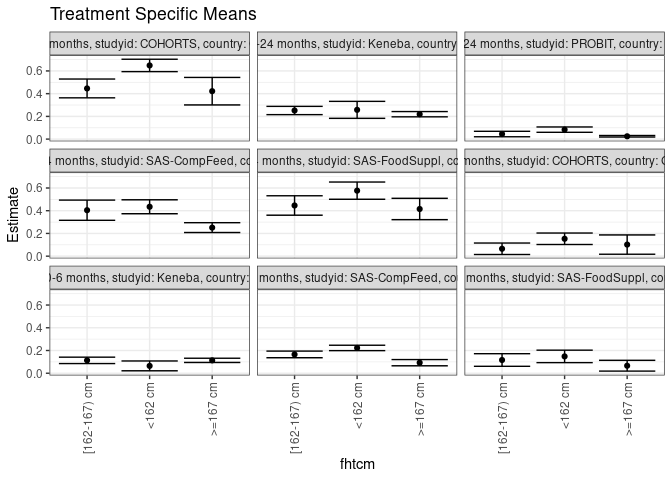 Treatment Specific Means
months, studyid: COHORTS, country:
-24 months, studyid: Keneba, country
24 months, studyid: PROBIT, country:
0.6
0.4
0.2
0.0
months, studyid: SAS-CompFeed, co
months, studyid: SAS-FoodSuppl, co
months, studyid: COHORTS, country:
0.6
0.4
0.2
0.0
Estimate
0-6 months, studyid: Keneba, country:
months, studyid: SAS-CompFeed, co
months, studyid: SAS-FoodSuppl, co
0.6
0.4
0.2
0.0
[162-167) cm
<162 cm
>=167 cm
[162-167) cm
<162 cm
>=167 cm
[162-167) cm
<162 cm
>=167 cm
fhtcm